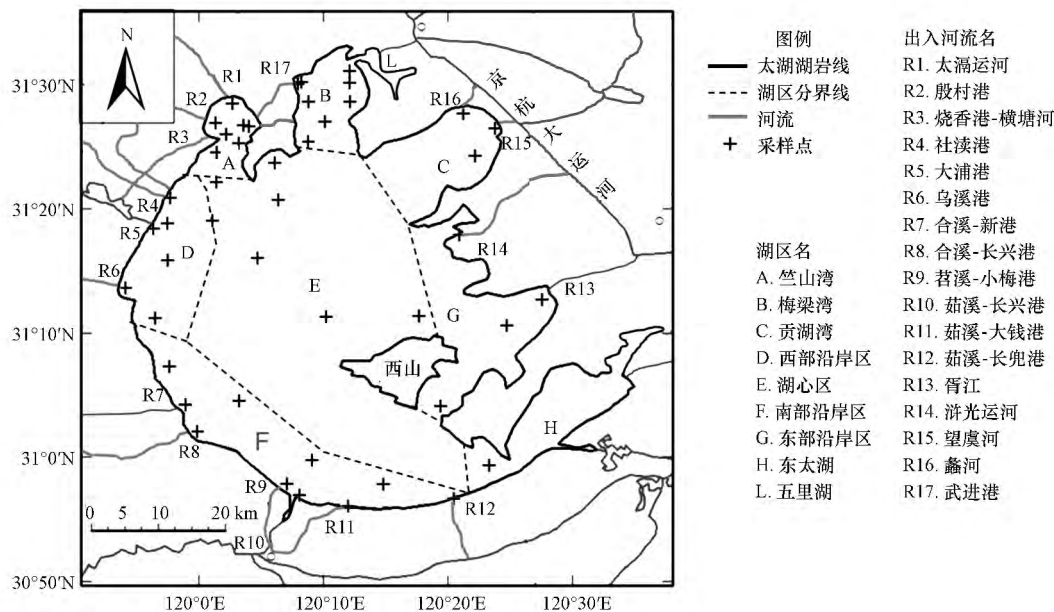 N
31°30′N
31°20′N
31°10′N
31°0′N
30°50′N
120°0′E
120°10′E
120°20′E
120°30′E
R1
R2
R3
R4
R5
R6
R7
R8
R9
R10
R11
R12
R13
R14
R15
R16
R17
A
B
C
D
E
F
G
H
L
西山
京杭大运河
0 5 10 20 km
图例
太湖湖岩线
湖区分界线
河流
采样点
湖区名
A. 竺山湾
B. 梅梁湾
C. 贡湖湾
D. 西部沿岸区
E. 湖心区
F. 南部沿岸区
G. 东部沿岸区
H. 东太湖
L. 五里湖
出入河流名
R1. 太滆运河
R2. 殷村港
R3. 烧香港-横塘河
R4. 社渎港
R5. 大浦港
R6. 乌溪港
R7. 合溪-新港
R8. 合溪-长兴港
R9. 苕溪-小梅港
R10. 茹溪-长兴港
R11. 茹溪-大钱港
R12. 茹溪-长兜港
R13. 胥江
R14. 浒光运河
R15. 望虞河
R16. 蠡河
R17. 武进港